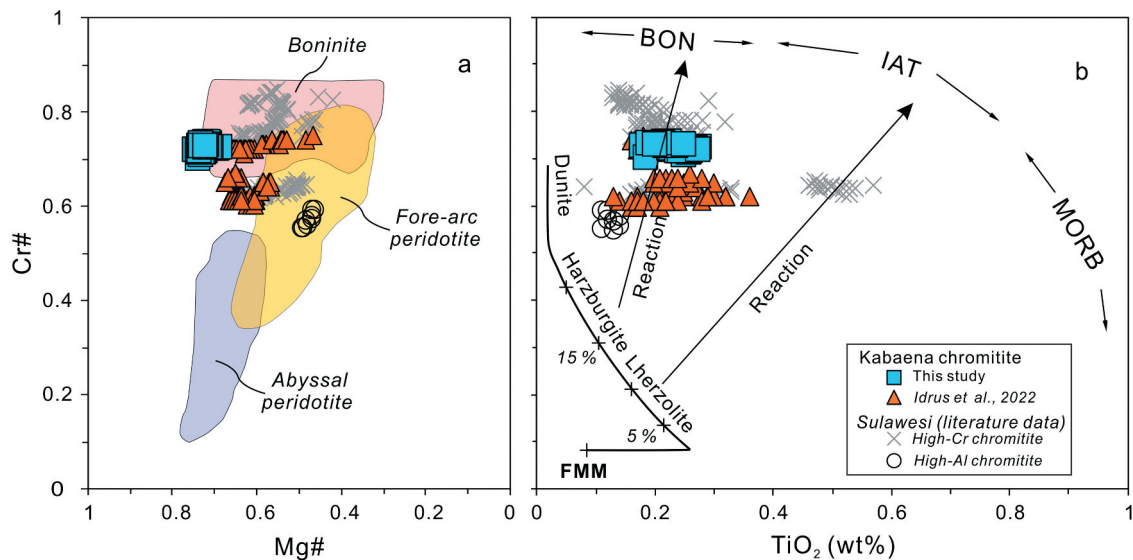 1
0.8
0.6
0.4
0.2
0
Cr#
a
Boninite
Fore-arc
peridotite
Abyssal
peridotite
1
0.8
0.6
0.4
0.2
0
Mg#
b
BON
IAT
MORB
Dunite
Harzburgite
Lherzolite
Reaction
Reaction
15 %
5 %
FMM
Kabaena chromitite
This study
Idrus et al., 2022
Sulawesi (literature data)
High-Cr chromitite
High-Al chromitite
0.2
0.4
0.6
0.8
1
TiO₂ (wt%)